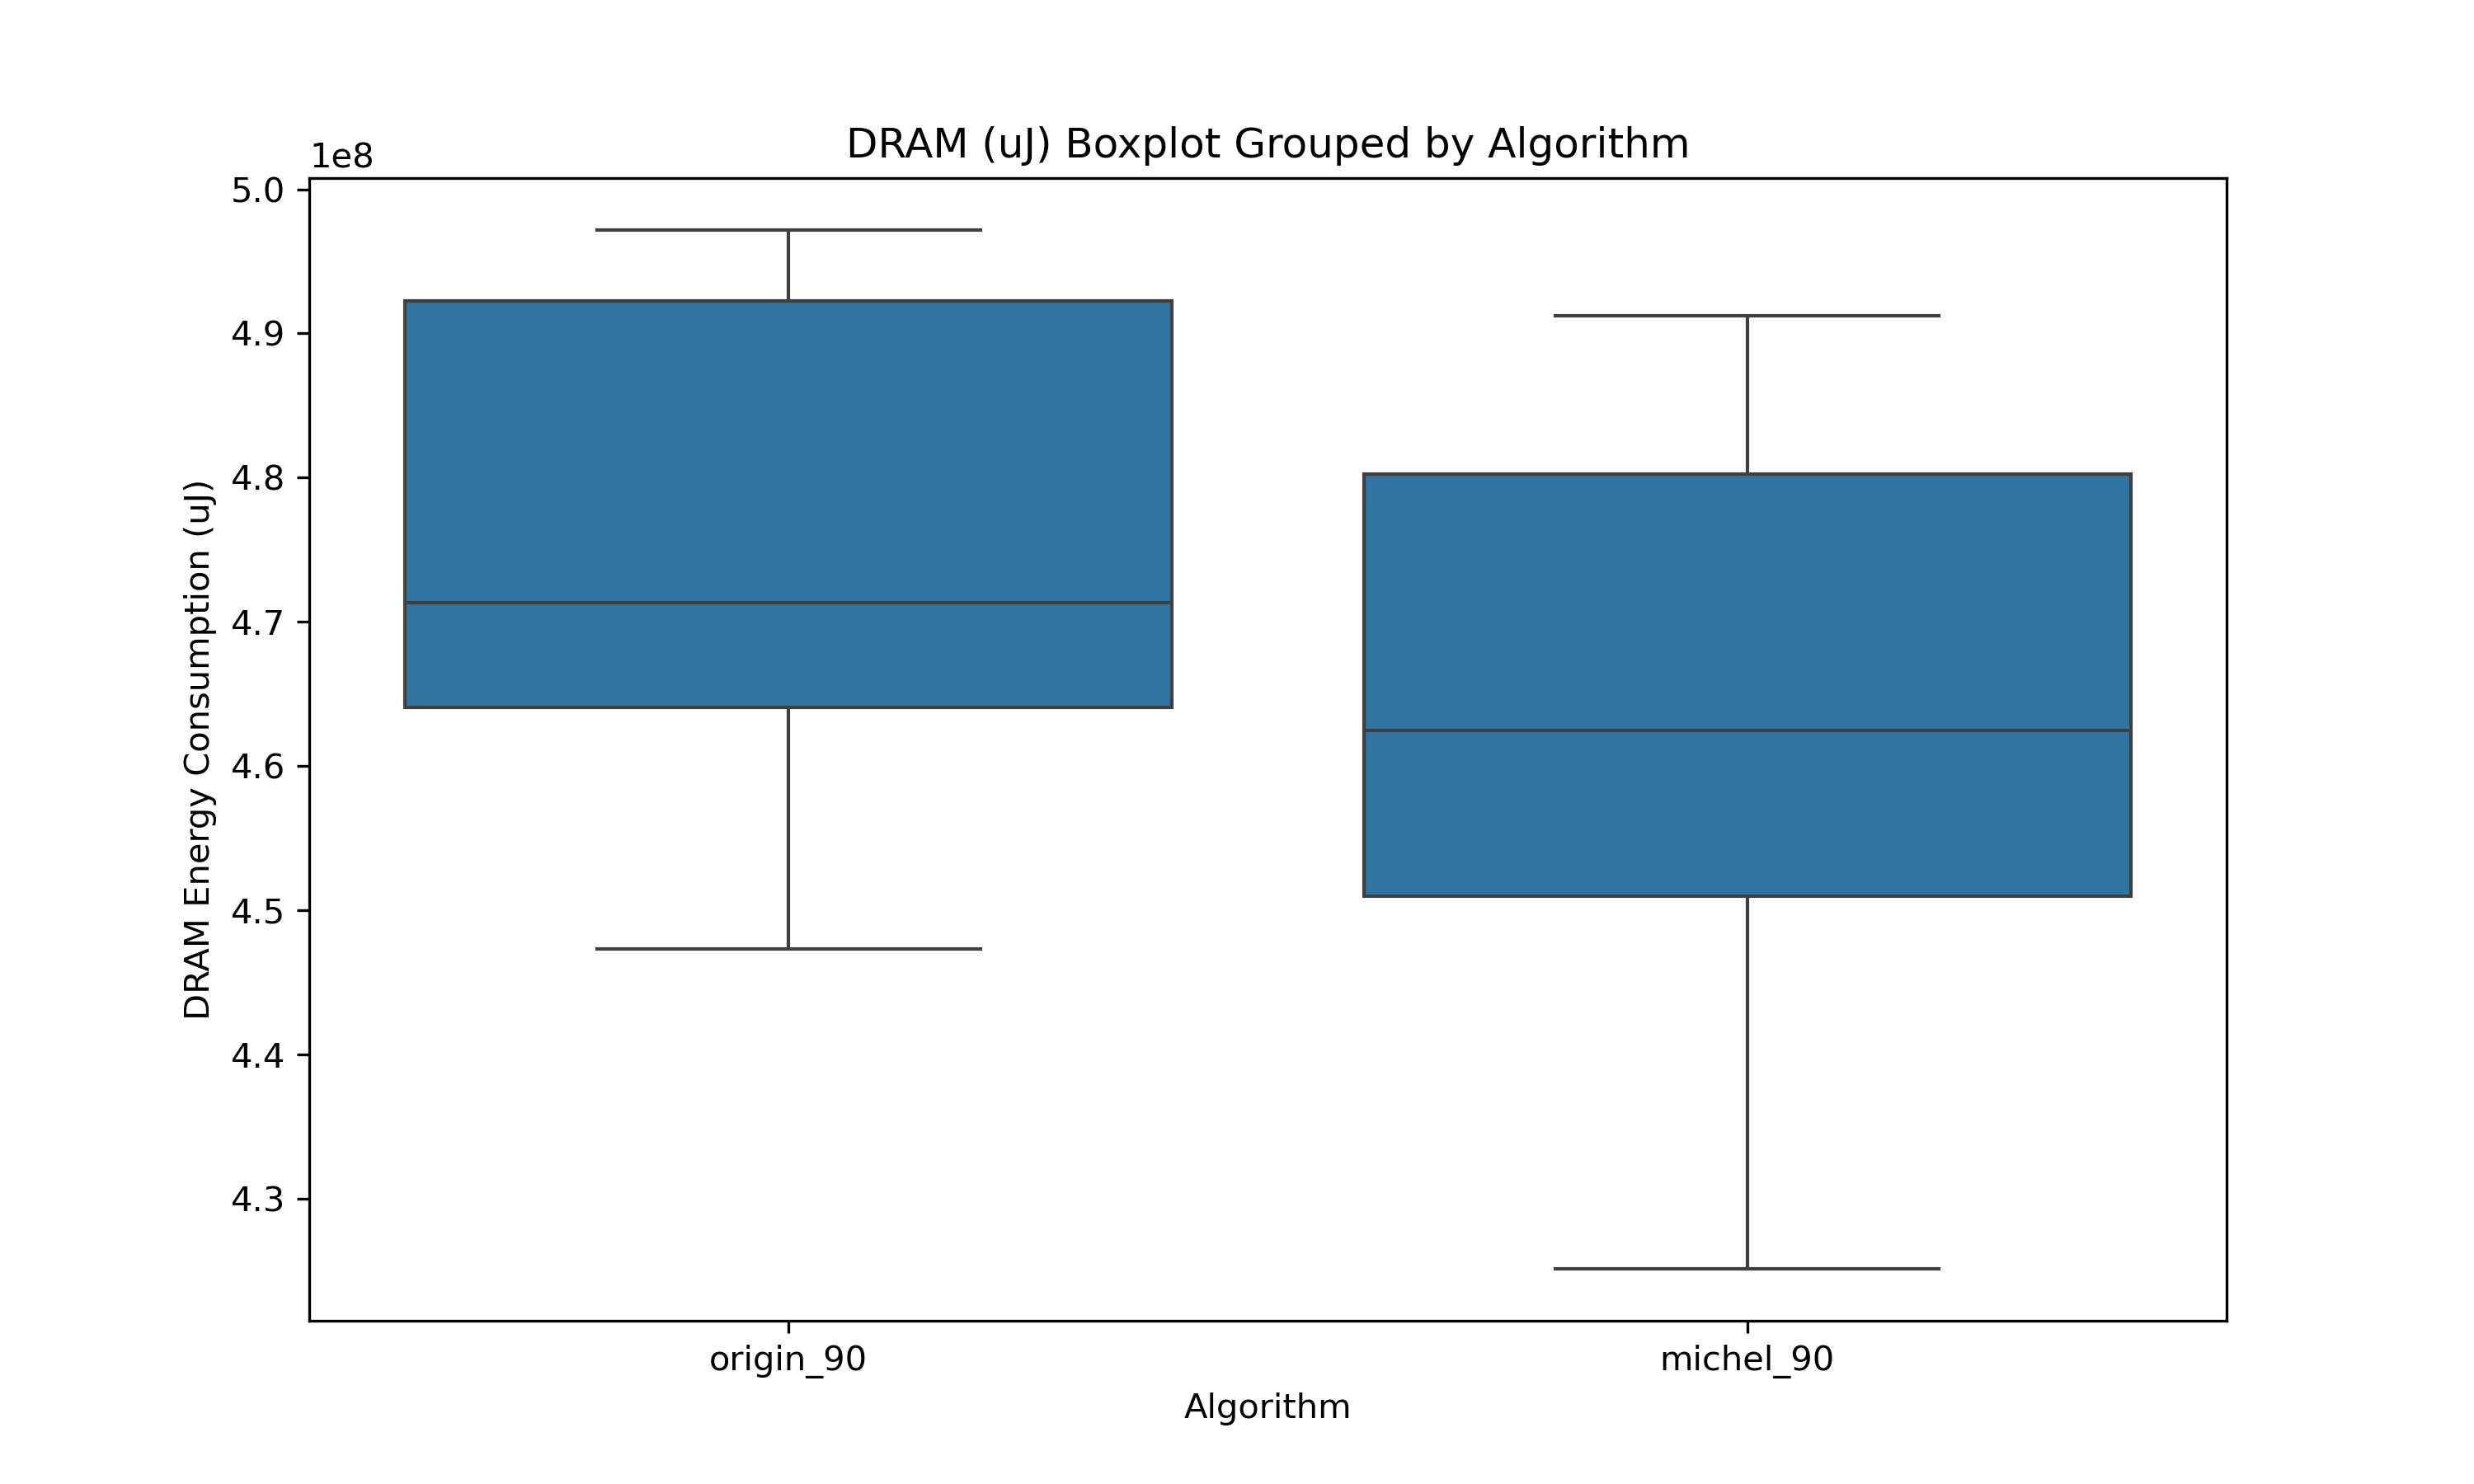 DRAM (uJ) Boxplot Grouped by Algorithm
1e8
5.0
4.9
4.8
4.7
4.6
4.5
4.4
4.3
DRAM Energy Consumption (uJ)
origin_90
michel_90
Algorithm